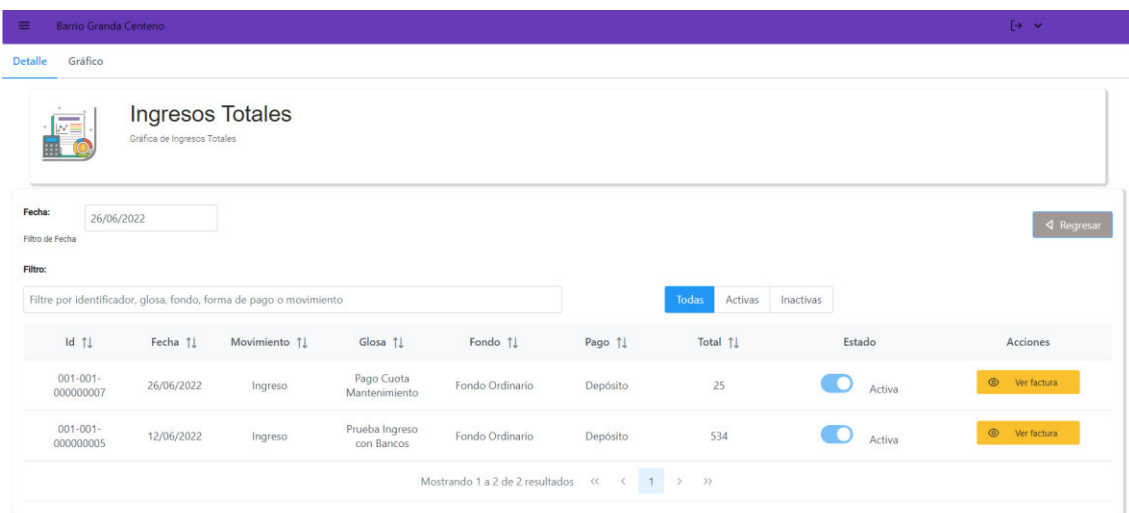 Barrio Granda Centeno
Detalle Gráfico
Ingresos Totales
Gráfica de Ingresos Totales
Fecha: 26/06/2022
Filtro de Fecha
Regresar
Filtro:
Filtre por identificador, glosa, fondo, forma de pago o movimiento
Todas Activas Inactivas
Id Fecha Movimiento Glosa Fondo Pago Total Estado Acciones
001-001-
000000007 26/06/2022 Ingreso Pago Cuota
Mantenimiento Fondo Ordinario Depósito 25 Activa Ver factura
001-001-
000000005 12/06/2022 Ingreso Prueba Ingreso
con Bancos Fondo Ordinario Depósito 534 Activa Ver factura
Mostrando 1 a 2 de 2 resultados << < 1 > >>